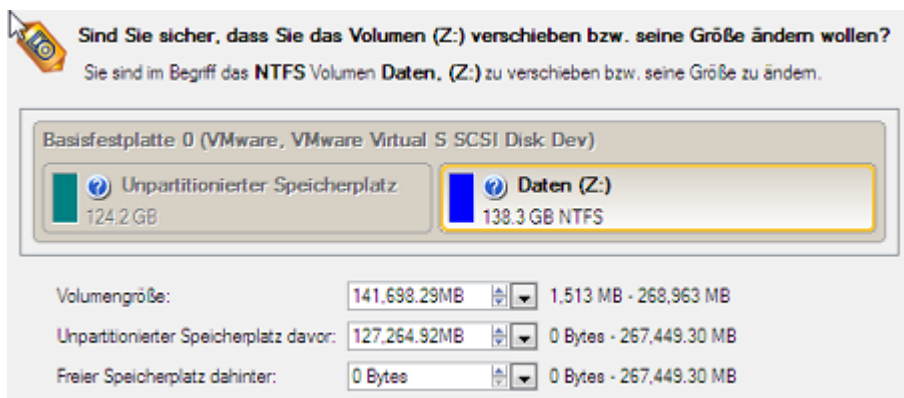 Sind Sie sicher, dass Sie das Volumen (Z:) verschieben bzw. seine Größe ändern wollen?
Sie sind im Begriff das NTFS Volumen Daten, (Z:) zu verschieben bzw. seine Größe zu ändern.
Basisfestplatte 0 (VMware, VMware Virtual S SCSI Disk Dev)
Unpartitionierter Speicherplatz
124.2 GB
Daten (Z:)
138.3 GB NTFS
Volumengröße: 141,698.29MB 1,513 MB - 268,963 MB
Unpartitionierter Speicherplatz davor: 127,264.92MB 0 Bytes - 267,449.30 MB
Freier Speicherplatz dahinter: 0 Bytes 0 Bytes - 267,449.30 MB